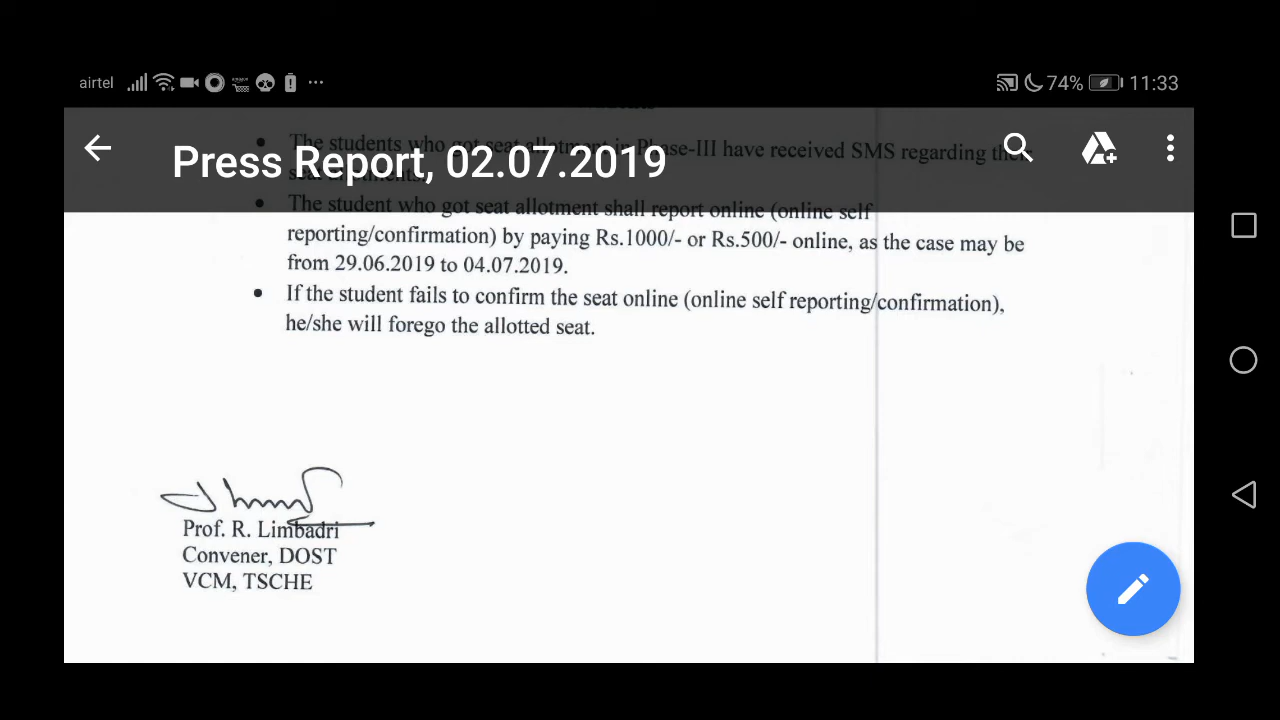 airtel 74% 11:33
Press Report, 02.07.2019
The students who got seat allotment in Phase-III have received SMS regarding their
seat
The student who got seat allotment shall report online (online self
reporting/confirmation) by paying Rs.1000/- or Rs.500/- online, as the case may be
from 29.06.2019 to 04.07.2019.
If the student fails to confirm the seat online (online self reporting/confirmation),
he/she will forego the allotted seat.
Prof. R. Limbadri
Convener, DOST
VCM, TSCHE